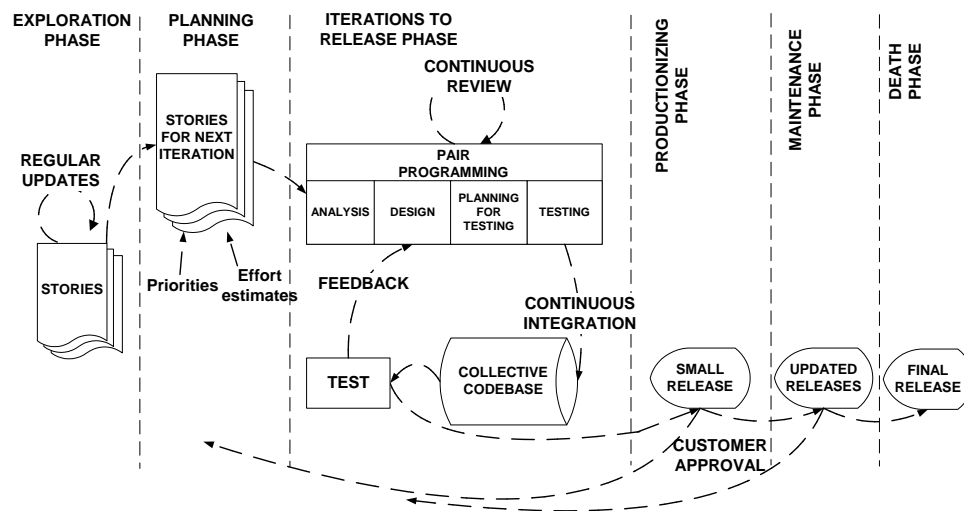 EXPLORATION
PHASE
PLANNING
PHASE
ITERATIONS TO
RELEASE PHASE
PRODUCTIONIZING
PHASE
MAINTENANCE
PHASE
DEATH
PHASE
CONTINUOUS
REVIEW
STORIES
FOR NEXT
ITERATION
REGULAR
UPDATES
PAIR
PROGRAMMING
ANALYSIS
DESIGN
PLANNING
FOR
TESTING
TESTING
STORIES
Priorities
Effort
estimates
FEEDBACK
CONTINUOUS
INTEGRATION
TEST
COLLECTIVE
CODEBASE
SMALL
RELEASE
UPDATED
RELEASES
FINAL
RELEASE
CUSTOMER
APPROVAL